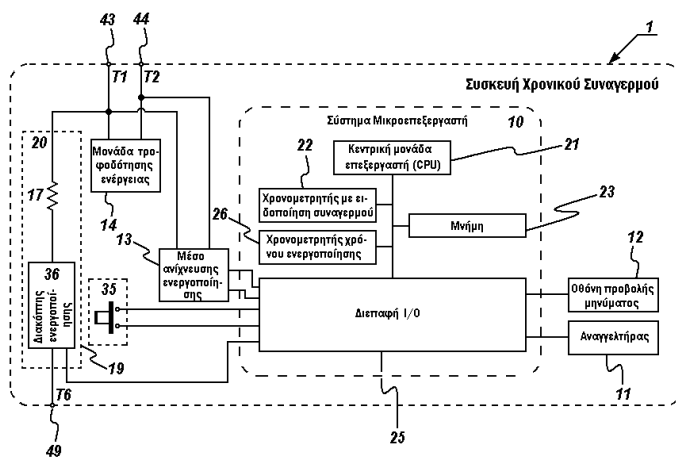 43
44
1
T1
T2
Συσκευή Χρονικού Συναγερμού
Σύστημα Μικροεπεξεργαστή
10
20
22
Κεντρική μονάδα
επεξεργαστή (CPU)
21
Μονάδα τρο-
φοδότησης
ενέργειας
17
14
Χρονομετρητής με ει-
δοποίηση συναγερμού
23
26
Μνήμη
Χρονομετρητής χρό-
νου ενεργοποίησης
13
Μέσο
ανίχνευσης
ενεργοποίη-
σης
12
36
35
Οθόνη προβολής
μηνύματος
Διακόπτης
ενεργοποί-
ησης
Διεπαφή I/O
Αναγγελτήρας
19
11
T6
49
25